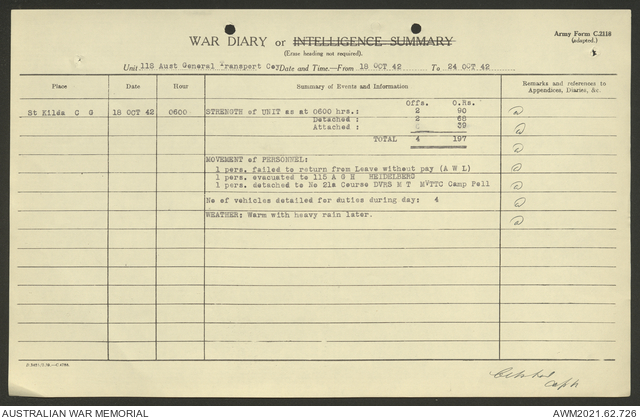 WAR DIARY or INTELLIGENCE SUMMARY
(Erase heading not required).
Army Form C.2118
(adapted.)
Unit 118 Aust General Transport Coy Date and Time.—From 18 OCT 42 To 24 OCT 42
Place Date Hour Summary of Events and Information Remarks and references to
Appendices, Diaries, &c.
Offs. O.Rs.
St Kilda C G 18 OCT 42 0600 STRENGTH of UNIT as at 0600 hrs.: 2 90
Detached : 2 68
Attached : 39
TOTAL 4 197
MOVEMENT of PERSONNEL:
1 pers. failed to return from Leave without pay (A W L)
1 pers. evacuated to 115 A G H HEIDELBERG
1 pers. detached to No 21a Course DVRS M T MVTTC Camp Pell
No of vehicles detailed for duties during day: 4
WEATHER: Warm with heavy rain later.
Capt
AUSTRALIAN WAR MEMORIAL AWM2021.62.726